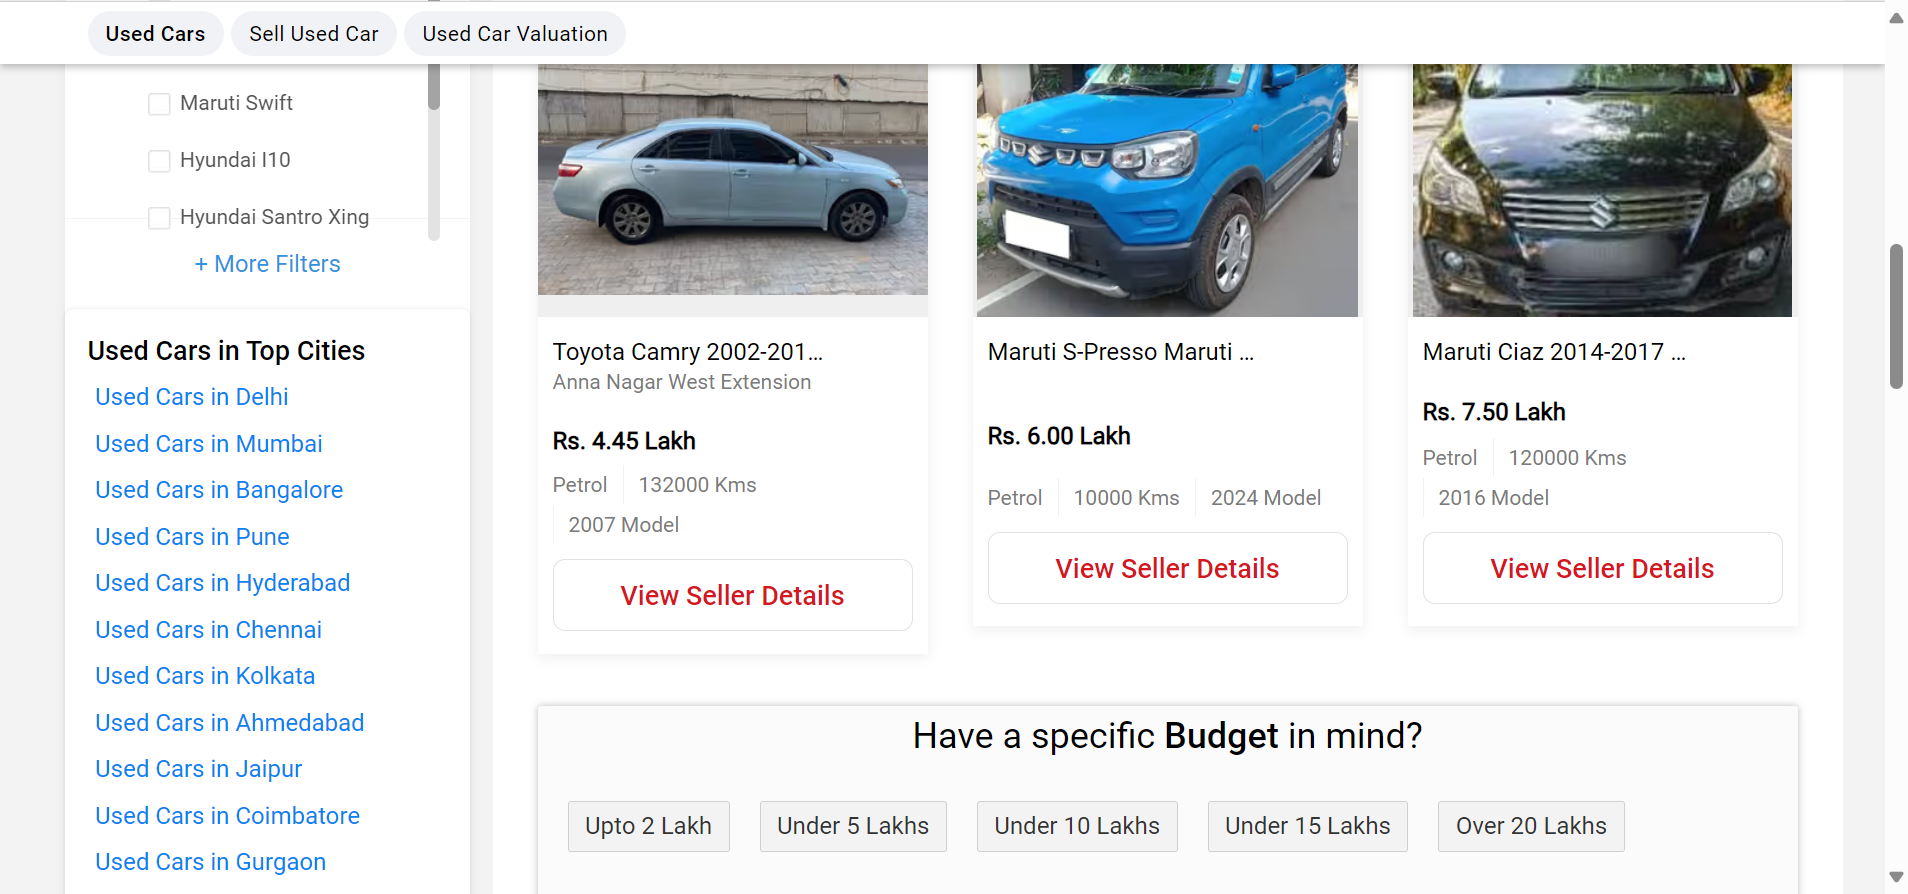 Used Cars
Sell Used Car
Used Car Valuation
Maruti Swift
Hyundai I10
Hyundai Santro Xing
+ More Filters
Used Cars in Top Cities
Used Cars in Delhi
Used Cars in Mumbai
Used Cars in Bangalore
Used Cars in Pune
Used Cars in Hyderabad
Used Cars in Chennai
Used Cars in Kolkata
Used Cars in Ahmedabad
Used Cars in Jaipur
Used Cars in Coimbatore
Used Cars in Gurgaon
Toyota Camry 2002-201...
Anna Nagar West Extension
Rs. 4.45 Lakh
Petrol
132000 Kms
2007 Model
View Seller Details
Maruti S-Presso Maruti ...
Rs. 6.00 Lakh
Petrol
10000 Kms
2024 Model
View Seller Details
Maruti Ciaz 2014-2017 ...
Rs. 7.50 Lakh
Petrol
120000 Kms
2016 Model
View Seller Details
Have a specific Budget in mind?
Upto 2 Lakh
Under 5 Lakhs
Under 10 Lakhs
Under 15 Lakhs
Over 20 Lakhs